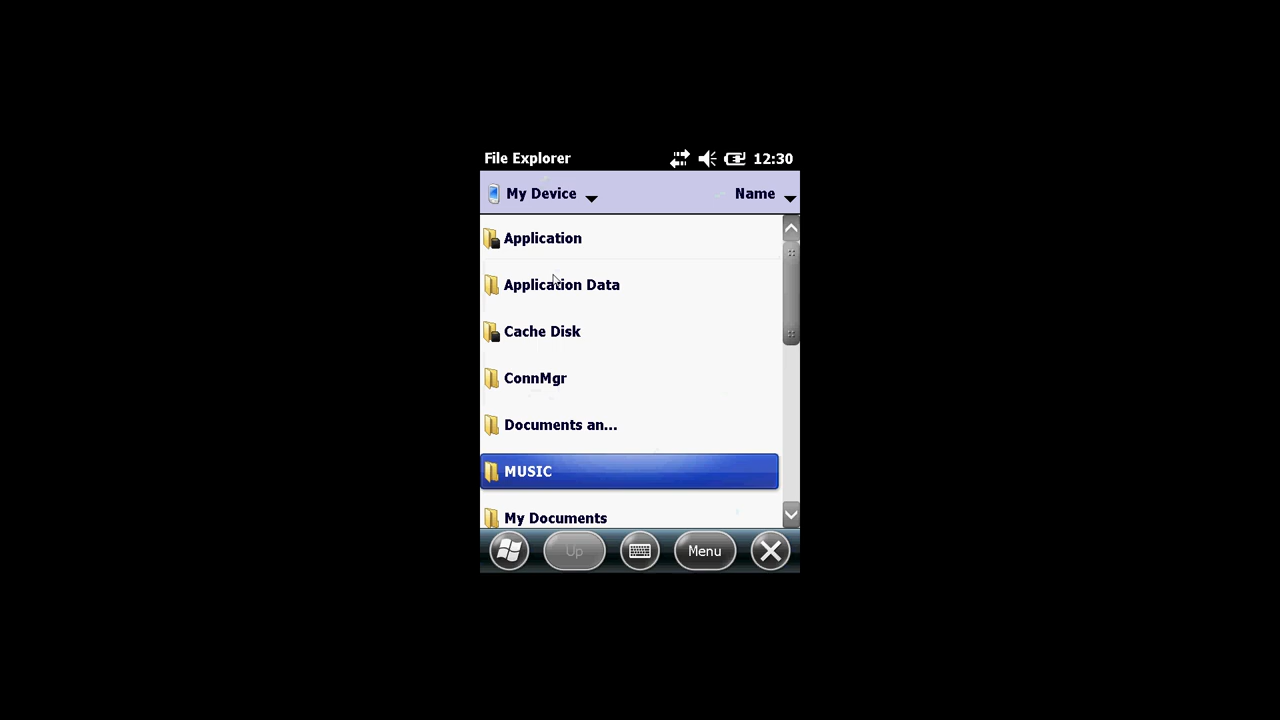 File Explorer 12:30
My Device Name
Application
Application Data
Cache Disk
ConnMgr
Documents an...
MUSIC
My Documents
Up Menu